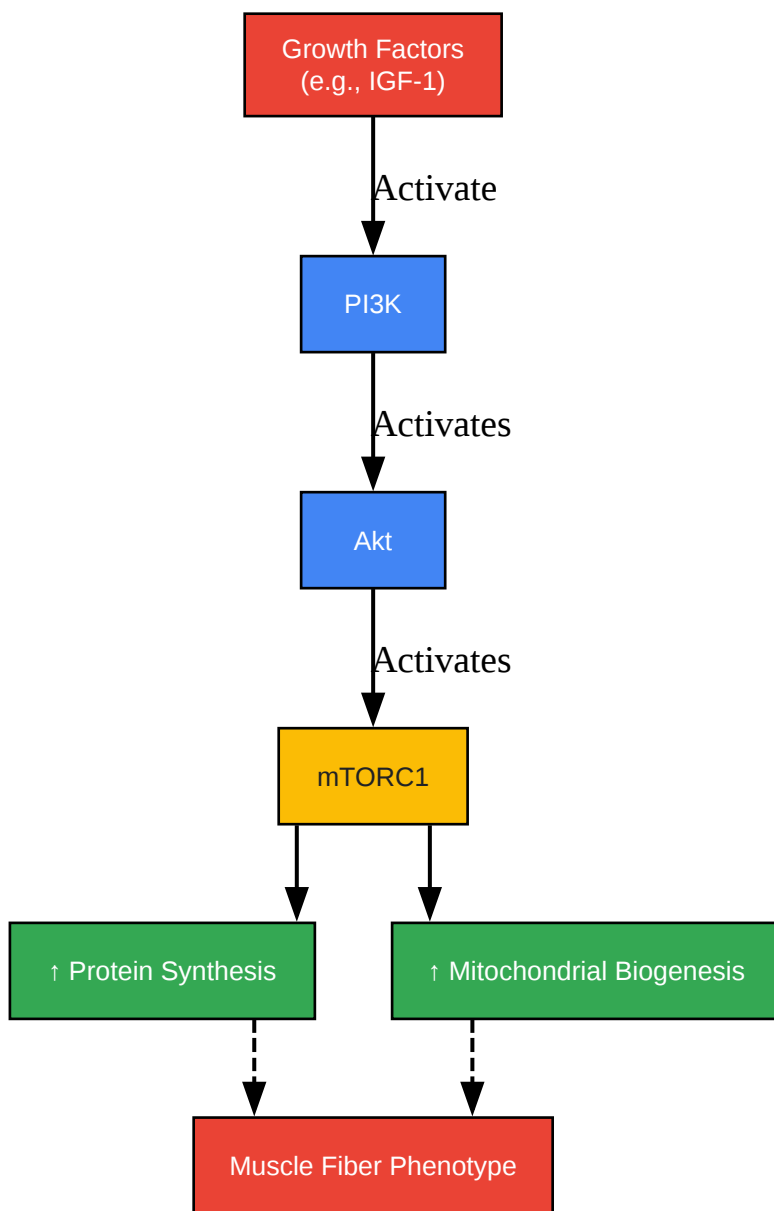 Growth Factors
(e.g., IGF-1)
Activate
PI3K
Activates
Akt
Activates
mTORC1
↑ Protein Synthesis
↑ Mitochondrial Biogenesis
Muscle Fiber Phenotype